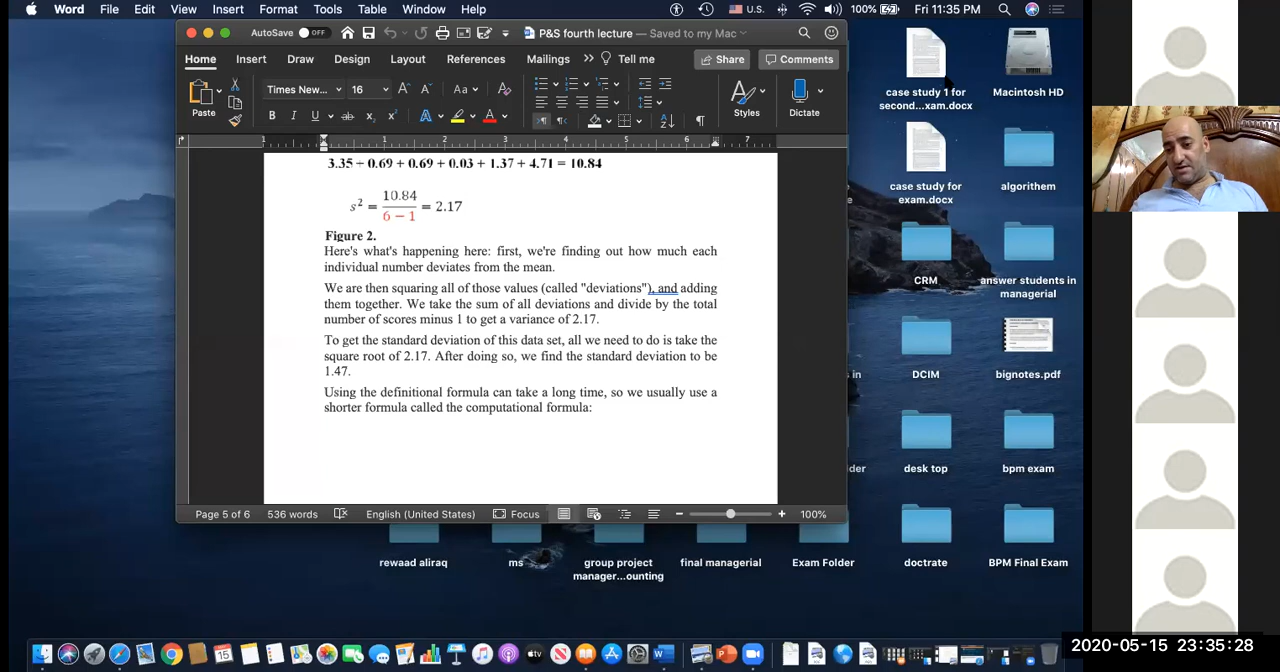 Word File Edit View Insert Format Tools Table Window Help U.S. 100% Fri 11:35 PM
AutoSave OFF P&S fourth lecture — Saved to my Mac
Home Insert Draw Design Layout References Mailings Tell me Share Comments
Paste Times New... 16 Aa Styles Dictate
1 1 2 3 4 5 6 7
3.35 + 0.69 + 0.69 + 0.03 + 1.37 + 4.71 = 10.84
s² = 10.84 / 6 − 1 = 2.17
Figure 2.
Here's what's happening here: first, we're finding out how much each
individual number deviates from the mean.
We are then squaring all of those values (called "deviations"), and adding
them together. We take the sum of all deviations and divide by the total
number of scores minus 1 to get a variance of 2.17.
To get the standard deviation of this data set, all we need to do is take the
square root of 2.17. After doing so, we find the standard deviation to be
1.47.
Using the definitional formula can take a long time, so we usually use a
shorter formula called the computational formula:
Page 5 of 6 536 words English (United States) Focus 100%
case study 1 for
second...xam.docx
Macintosh HD
case study for
exam.docx
algorithem
CRM
answer students in
managerial
DCIM
bignotes.pdf
desk top
bpm exam
rewaad aliraq
ms
group project
manager...ounting
final managerial
Exam Folder
doctrate
BPM Final Exam
15
2020-05-15 23:35:28